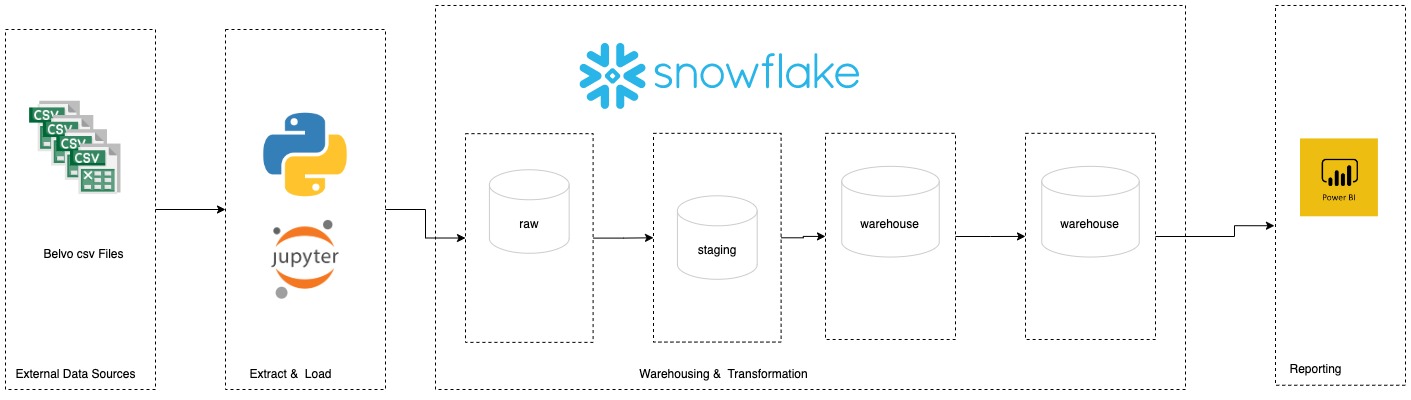 CSV
CSV
CSV
CSV
Belvo csv Files
External Data Sources
jupyter
Extract & Load
snowflake
raw
staging
warehouse
warehouse
Warehousing & Transformation
Power BI
Reporting